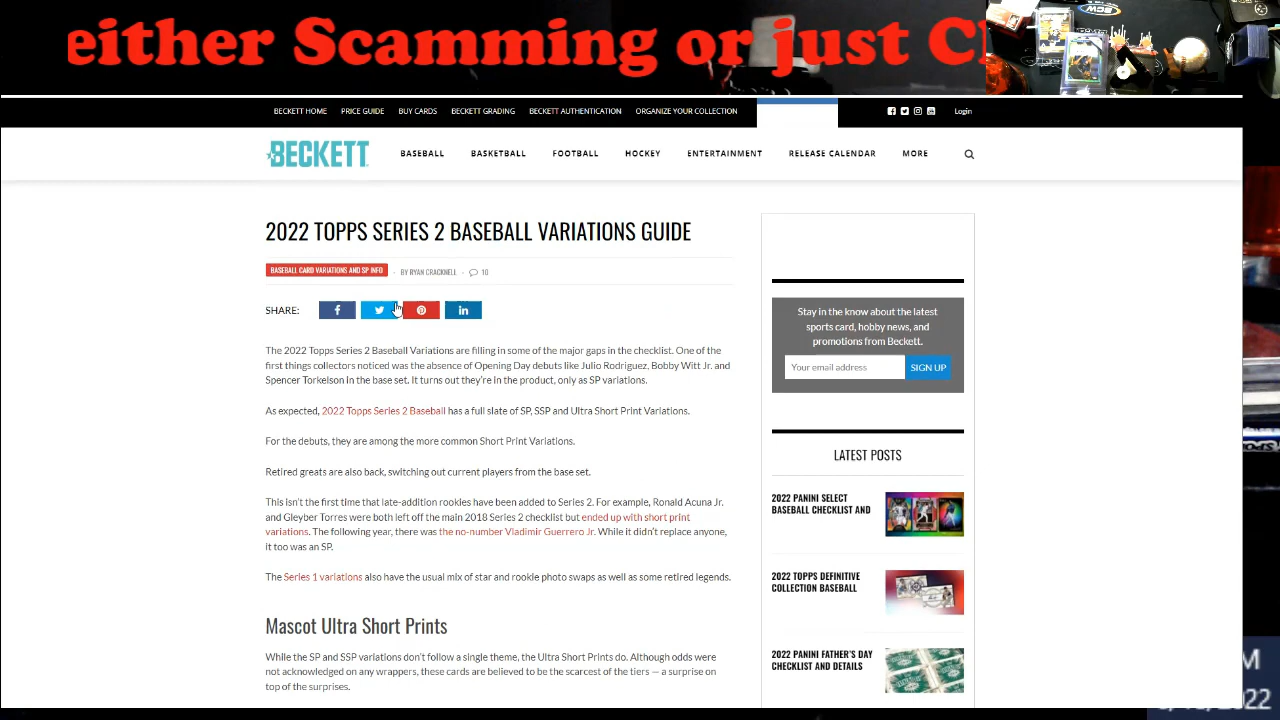 either Scamming or just C
BECKETT HOME PRICE GUIDE BUY CARDS BECKETT GRADING BECKETT AUTHENTICATION ORGANIZE YOUR COLLECTION Login
BECKETT BASEBALL BASKETBALL FOOTBALL HOCKEY ENTERTAINMENT RELEASE CALENDAR MORE
2022 TOPPS SERIES 2 BASEBALL VARIATIONS GUIDE
BASEBALL CARD VARIATIONS AND SP INFO - BY RYAN CRACKNELL - 10
SHARE:
The 2022 Topps Series 2 Baseball Variations are filling in some of the major gaps in the checklist. One of the
first things collectors noticed was the absence of Opening Day debuts like Julio Rodriguez, Bobby Witt Jr. and
Spencer Torkelson in the base set. It turns out they're in the product, only as SP variations.
As expected, 2022 Topps Series 2 Baseball has a full slate of SP, SSP and Ultra Short Print Variations.
For the debuts, they are among the more common Short Print Variations.
Retired greats are also back, switching out current players from the base set.
This isn't the first time that late-addition rookies have been added to Series 2. For example, Ronald Acuna Jr.
and Gleyber Torres were both left off the main 2018 Series 2 checklist but ended up with short print
variations. The following year, there was the no-number Vladimir Guerrero Jr. While it didn't replace anyone,
it too was an SP.
The Series 1 variations also have the usual mix of star and rookie photo swaps as well as some retired legends.
Mascot Ultra Short Prints
While the SP and SSP variations don't follow a single theme, the Ultra Short Prints do. Although odds were
not acknowledged on any wrappers, these cards are believed to be the scarcest of the tiers — a surprise on
top of the surprises.
Stay in the know about the latest
sports card, hobby news, and
promotions from Beckett.
Your email address SIGN UP
LATEST POSTS
2022 PANINI SELECT
BASEBALL CHECKLIST AND
2022 TOPPS DEFINITIVE
COLLECTION BASEBALL
2022 PANINI FATHER'S DAY
CHECKLIST AND DETAILS